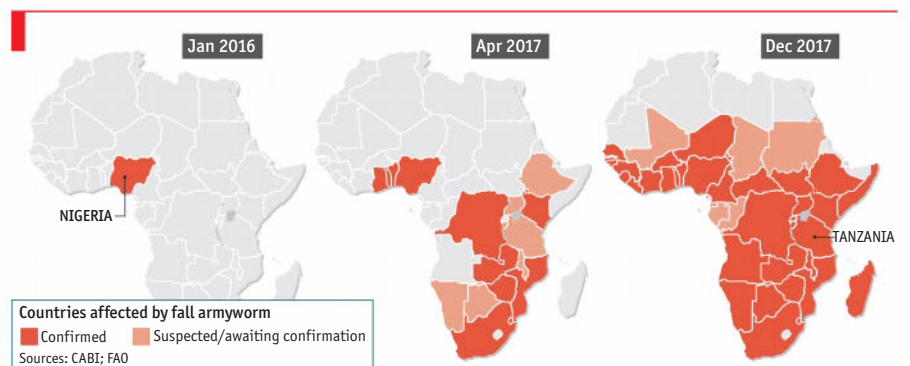 Jan 2016
Apr 2017
Dec 2017
NIGERIA
TANZANIA
Countries affected by fall armyworm
Confirmed Suspected/awaiting confirmation
Sources: CABI; FAO